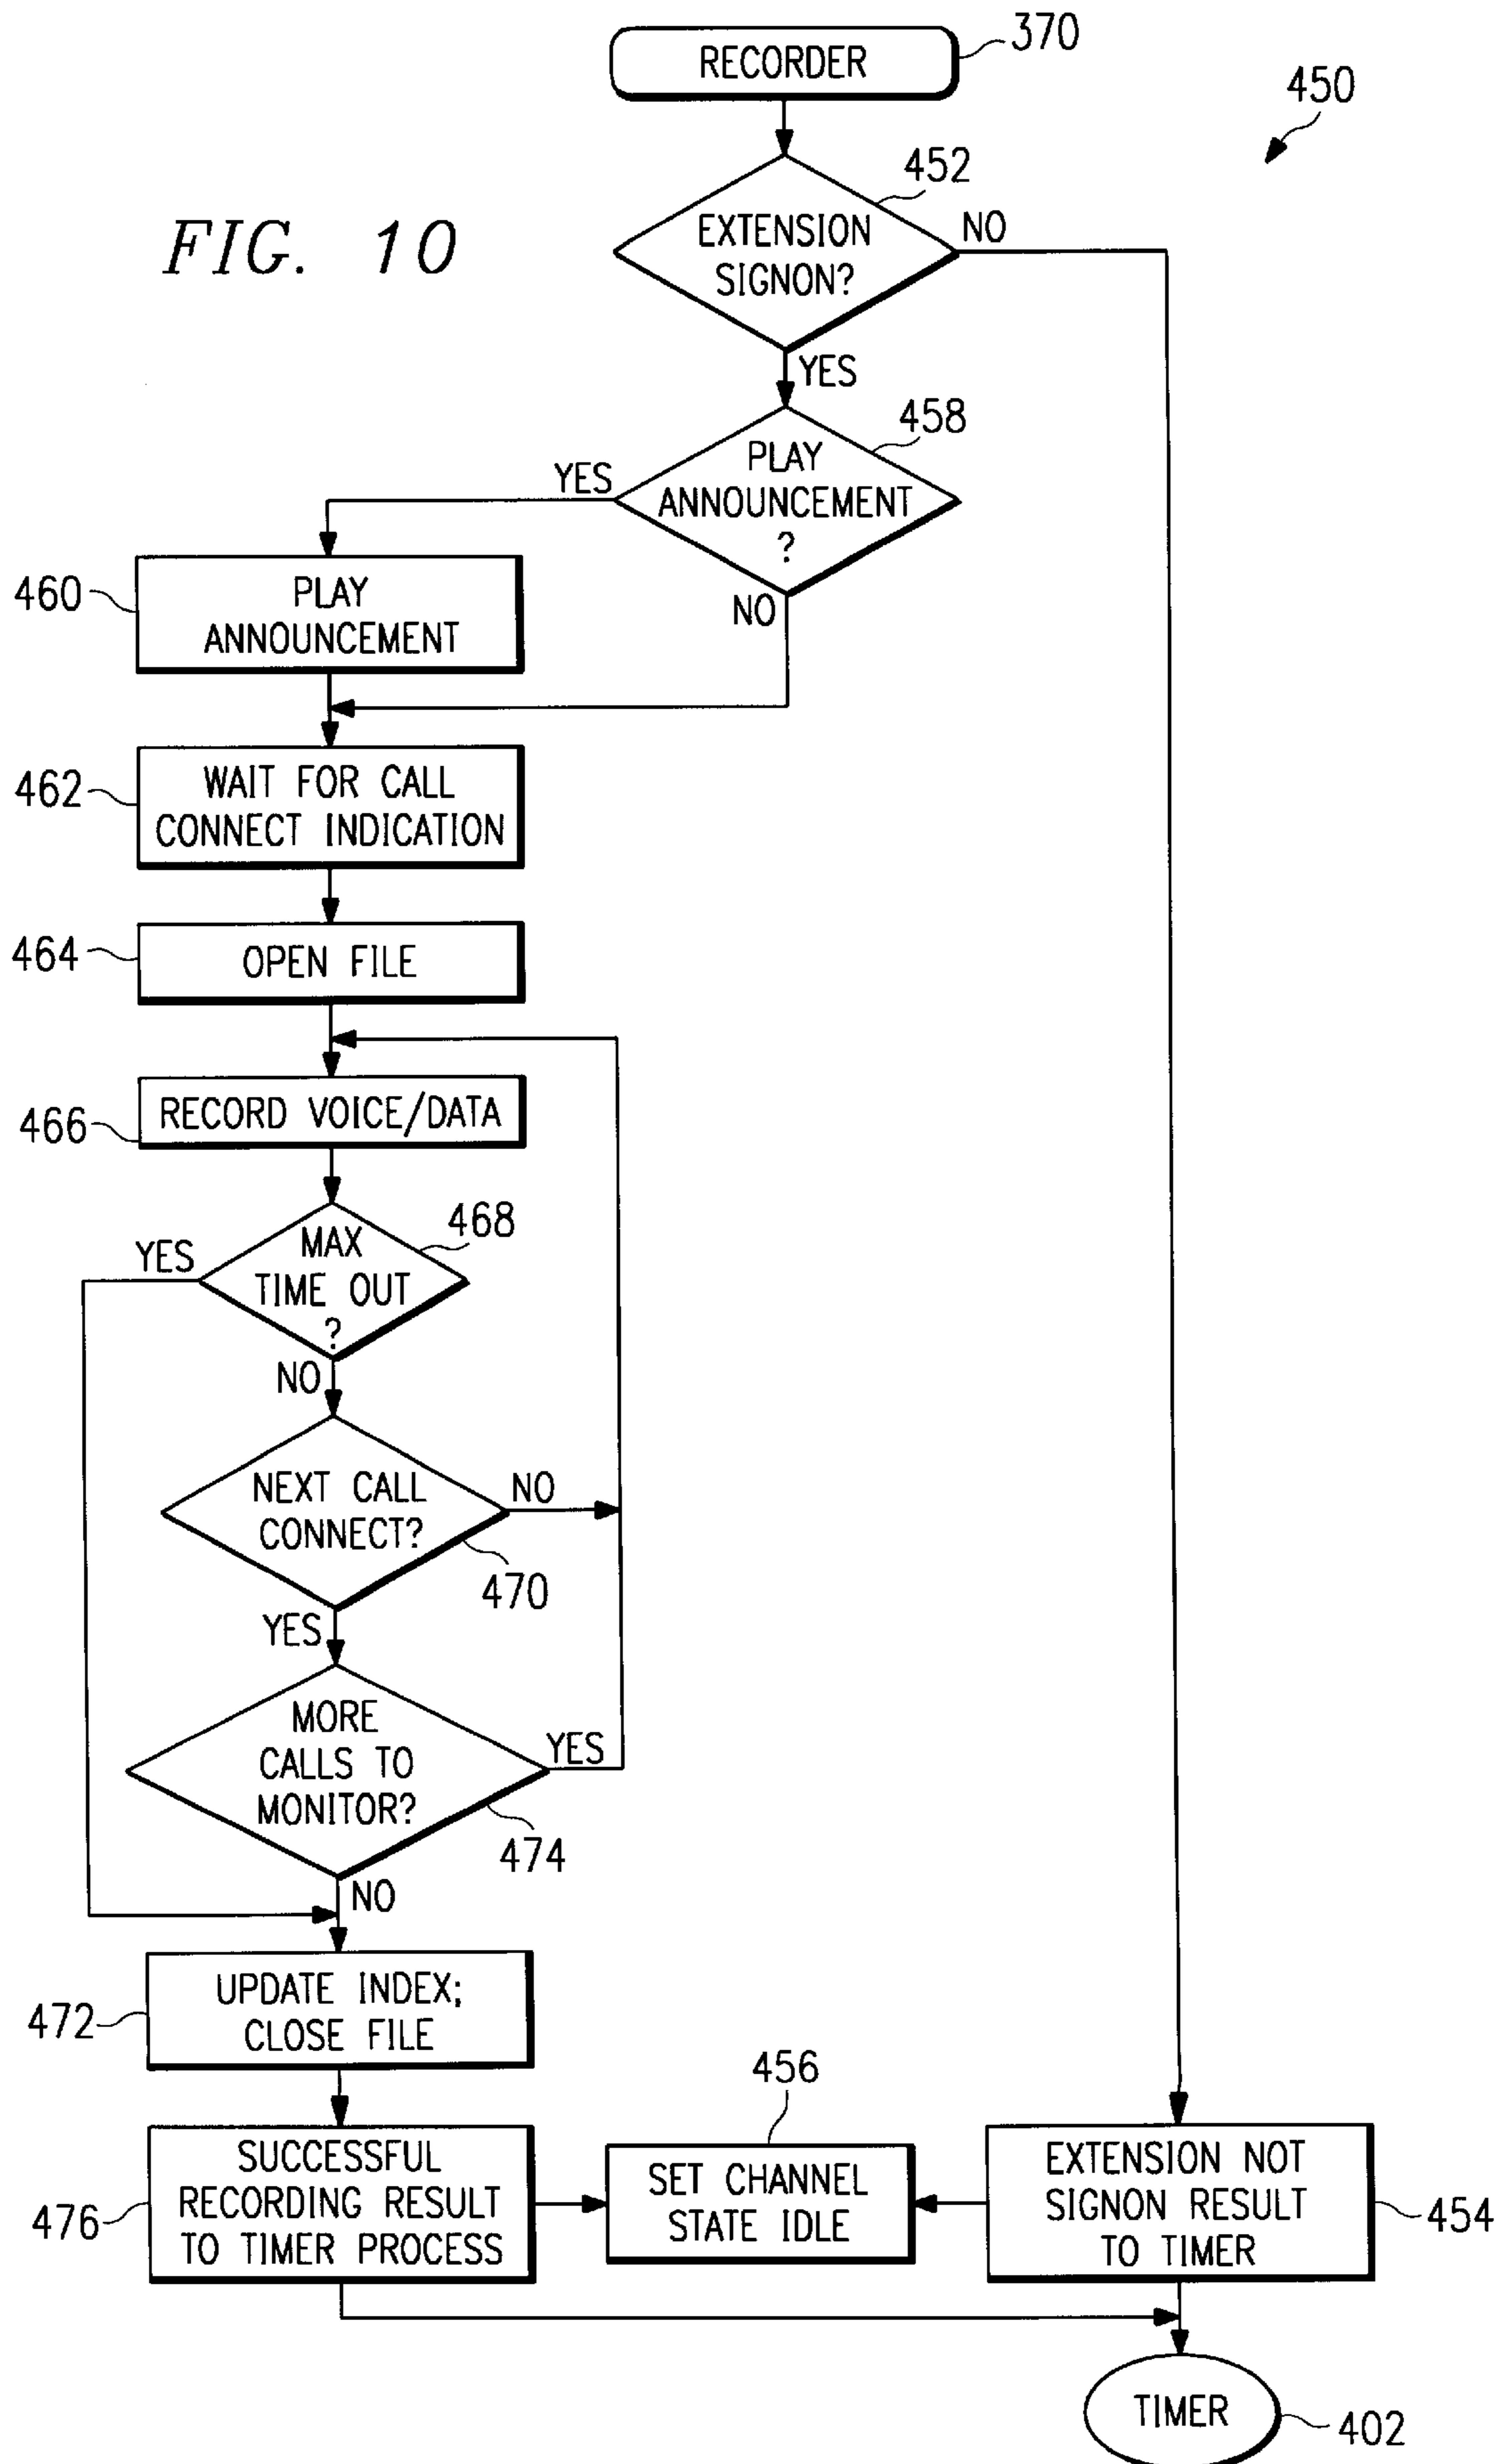 RECORDER
370
450
452
FIG. 10
EXTENSION
SIGNON?
NO
YES
458
PLAY
ANNOUNCEMENT
?
YES
NO
460
PLAY
ANNOUNCEMENT
462
WAIT FOR CALL
CONNECT INDICATION
464
OPEN FILE
466
RECORD VOICE/DATA
468
MAX
TIME OUT
?
YES
NO
NEXT CALL
CONNECT?
NO
470
YES
MORE
CALLS TO
MONITOR?
YES
474
NO
472
UPDATE INDEX;
CLOSE FILE
476
SUCCESSFUL
RECORDING RESULT
TO TIMER PROCESS
456
SET CHANNEL
STATE IDLE
EXTENSION NOT
SIGNON RESULT
TO TIMER
454
TIMER
402